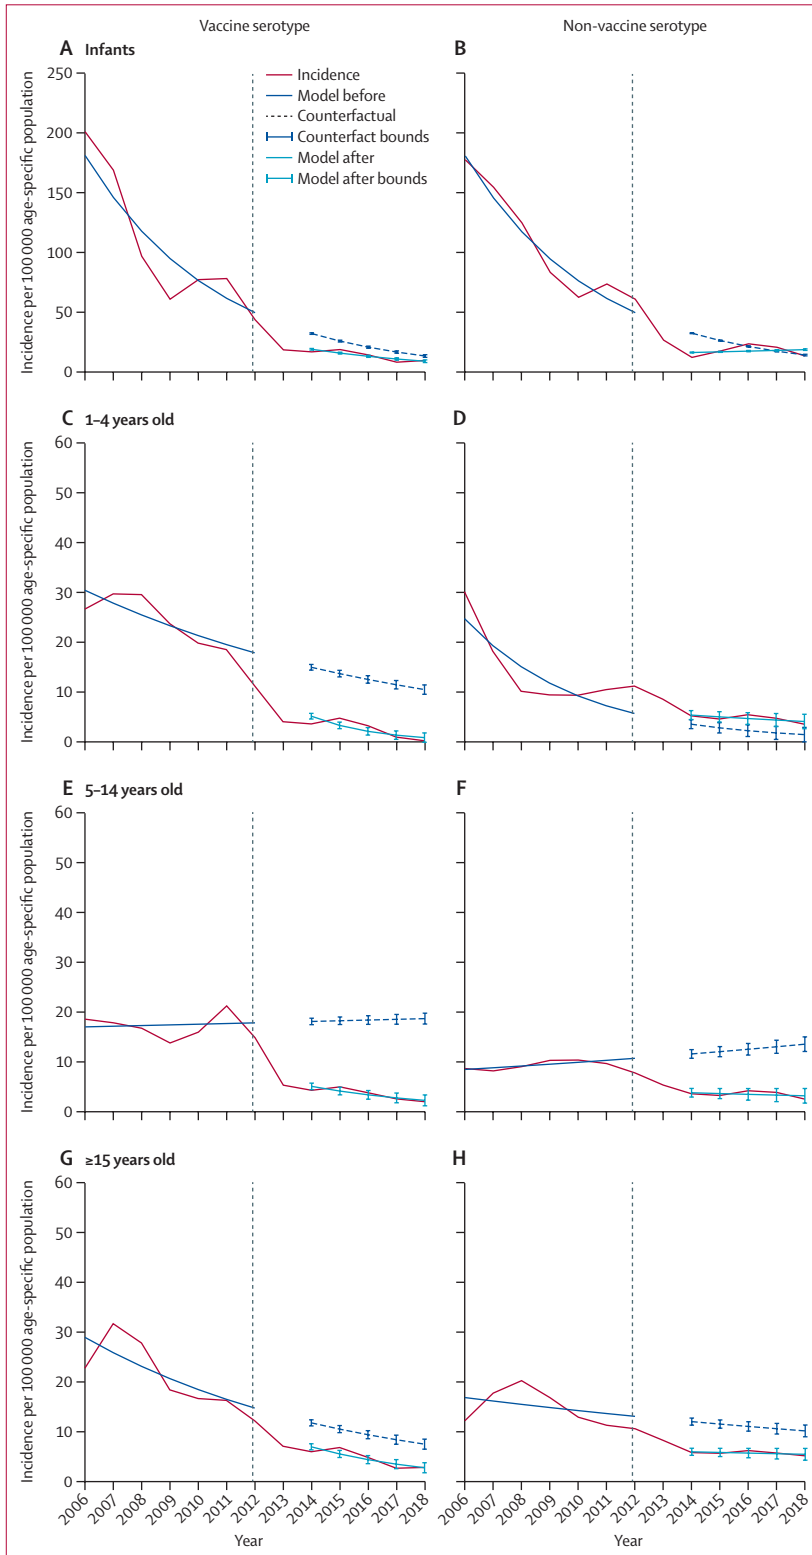 Vaccine serotype
Non-vaccine serotype
A Infants
B
Incidence per 100 000 age-specific population
250
200
150
100
50
0
Incidence
Model before
Counterfactual
Counterfact bounds
Model after
Model after bounds
C 1–4 years old
D
Incidence per 100 000 age-specific population
60
50
40
30
20
10
0
E 5–14 years old
F
Incidence per 100 000 age-specific population
60
50
40
30
20
10
0
G ≥15 years old
H
Incidence per 100 000 age-specific population
60
50
40
30
20
10
0
2006 2007 2008 2009 2010 2011 2012 2013 2014 2015 2016 2017 2018
Year
2006 2007 2008 2009 2010 2011 2012 2013 2014 2015 2016 2017 2018
Year